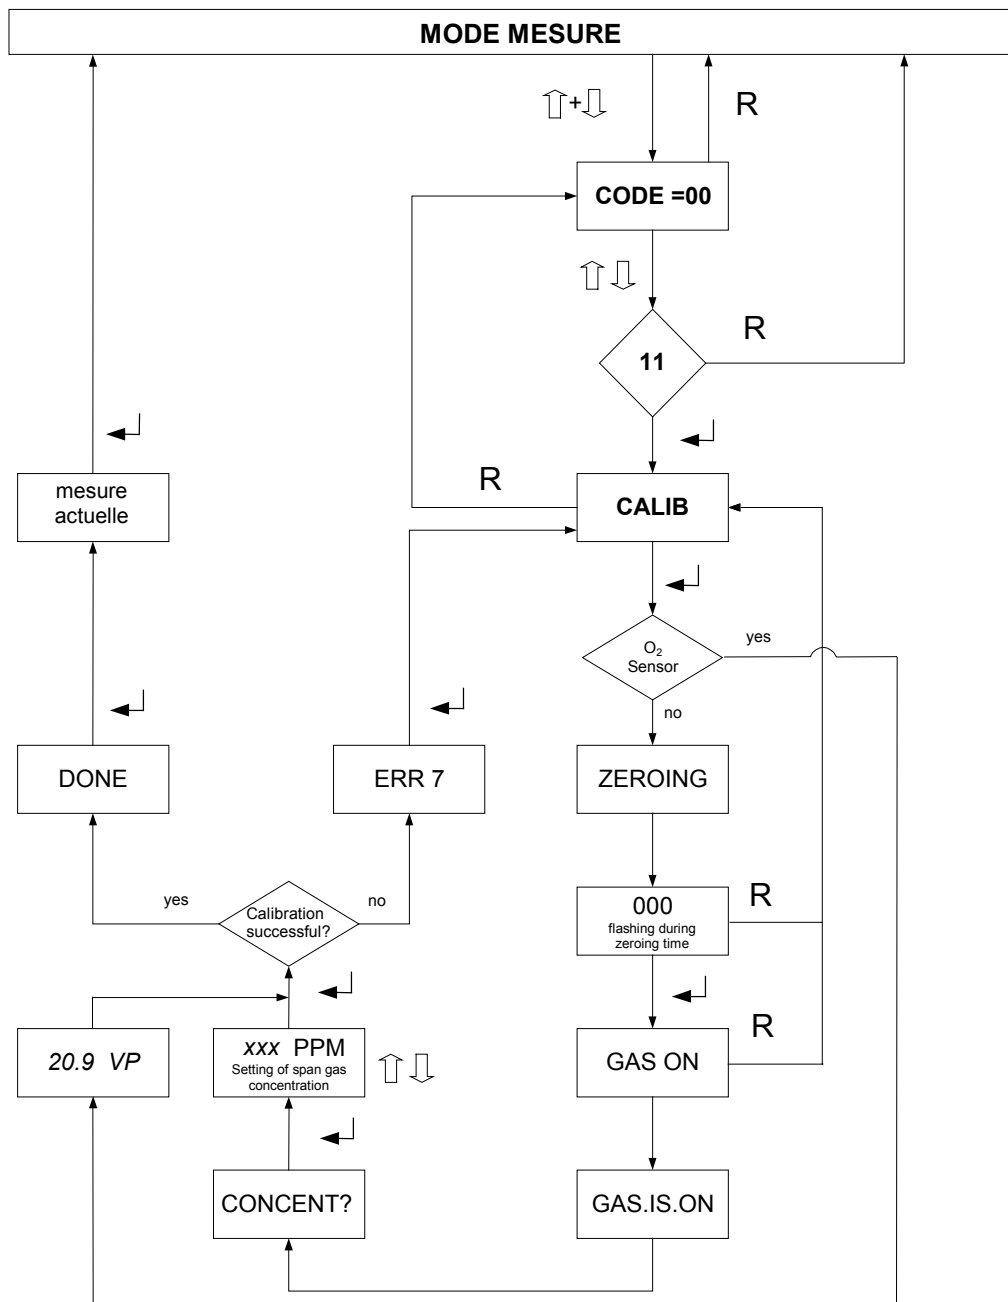 MODE MESURE
+
R
CODE =00
R
11
R
mesure
actuelle
CALIB
O₂
Sensor
yes
no
DONE
ERR 7
ZEROING
yes
Calibration
successful?
no
000
flashing during
zeroing time
R
20.9 VP
xxx PPM
Setting of span gas
concentration
GAS ON
R
CONCENT?
GAS.IS.ON